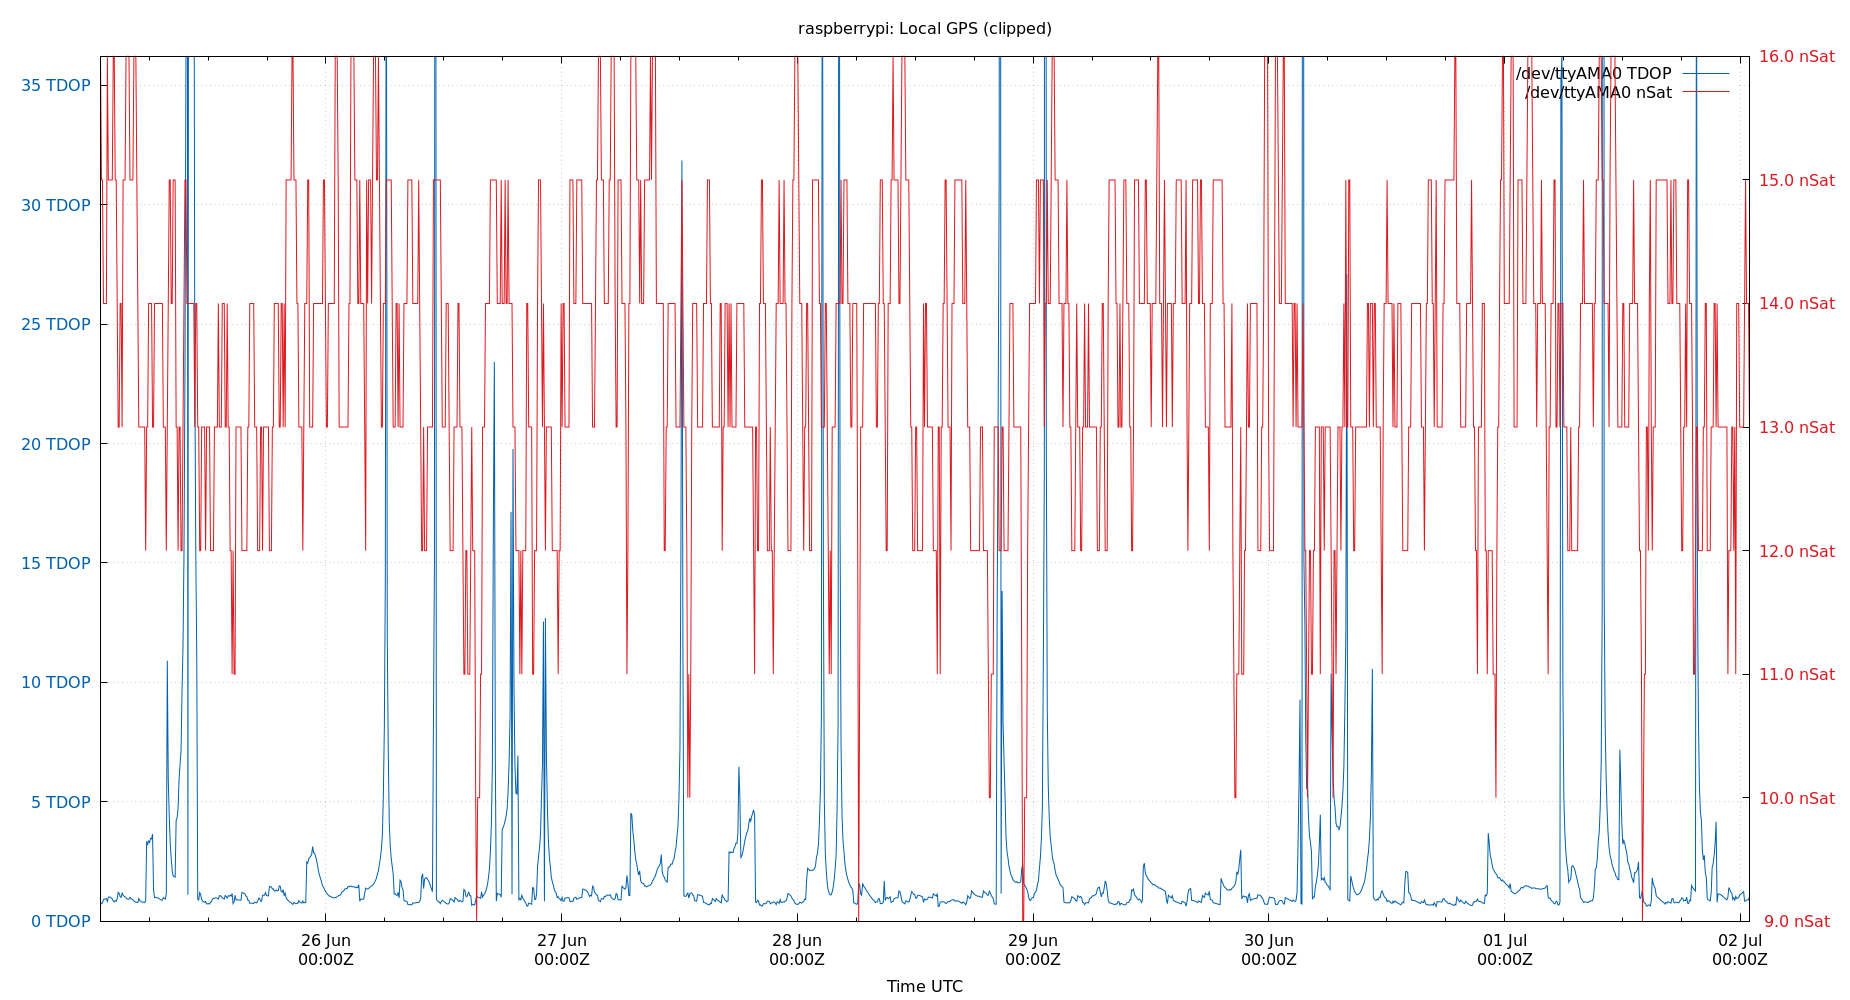 raspberrypi: Local GPS (clipped)
/dev/ttyAMA0 TDOP
/dev/ttyAMA0 nSat
35 TDOP
30 TDOP
25 TDOP
20 TDOP
15 TDOP
10 TDOP
5 TDOP
0 TDOP
16.0 nSat
15.0 nSat
14.0 nSat
13.0 nSat
12.0 nSat
11.0 nSat
10.0 nSat
9.0 nSat
26 Jun
00:00Z
27 Jun
00:00Z
28 Jun
00:00Z
29 Jun
00:00Z
30 Jun
00:00Z
01 Jul
00:00Z
02 Jul
00:00Z
Time UTC